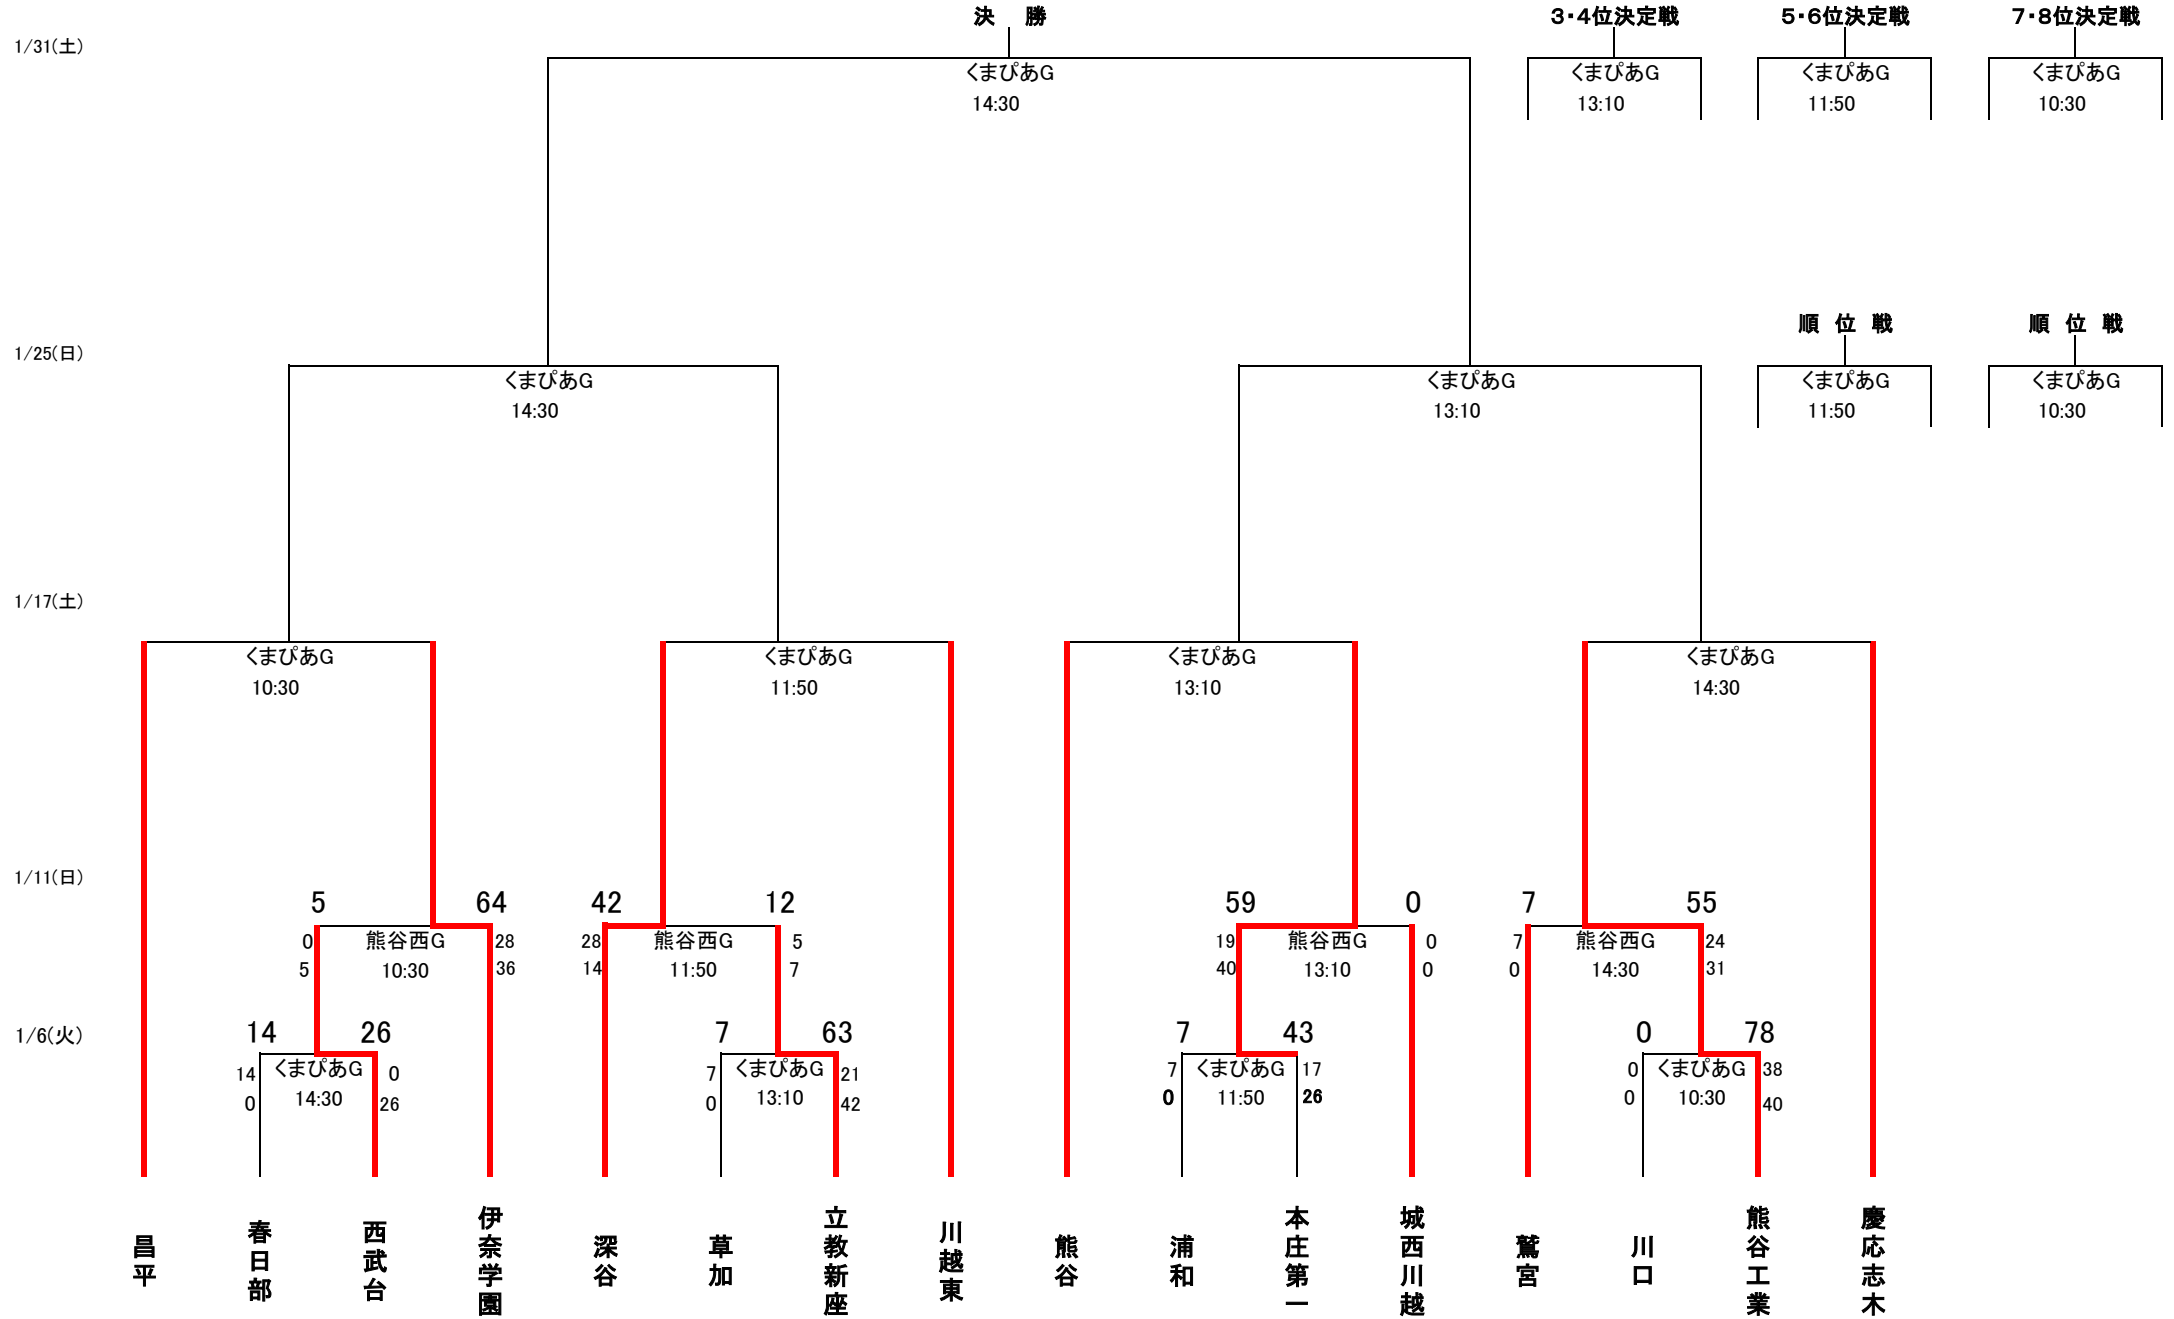 決　勝
3・4位決定戦
5・6位決定戦
7・8位決定戦
1/31(土)
くまぴあG
くまぴあG
くまぴあG
くまぴあG
14:30
13:10
11:50
10:30
順 位 戦
順 位 戦
1/25(日)
くまぴあG
くまぴあG
くまぴあG
くまぴあG
14:30
13:10
11:50
10:30
1/17(土)
くまぴあG
くまぴあG
くまぴあG
くまぴあG
10:30
11:50
13:10
14:30
1/11(日)
5
64
42
12
59
0
7
55
0
熊谷西G
28
28
熊谷西G
5
19
熊谷西G
0
7
熊谷西G
24
5
10:30
36
14
11:50
7
40
13:10
0
0
14:30
31
1/6(火)
14
26
7
63
7
43
0
78
14
くまぴあG
0
7
くまぴあG
21
7
くまぴあG
17
0
くまぴあG
38
0
14:30
26
0
13:10
42
0
11:50
26
0
10:30
40
昌平
春日部
西武台
伊奈学園
深谷
草加
立教新座
川越東
熊谷
浦和
本庄第一
城西川越
鷲宮
川口
熊谷工業
慶応志木